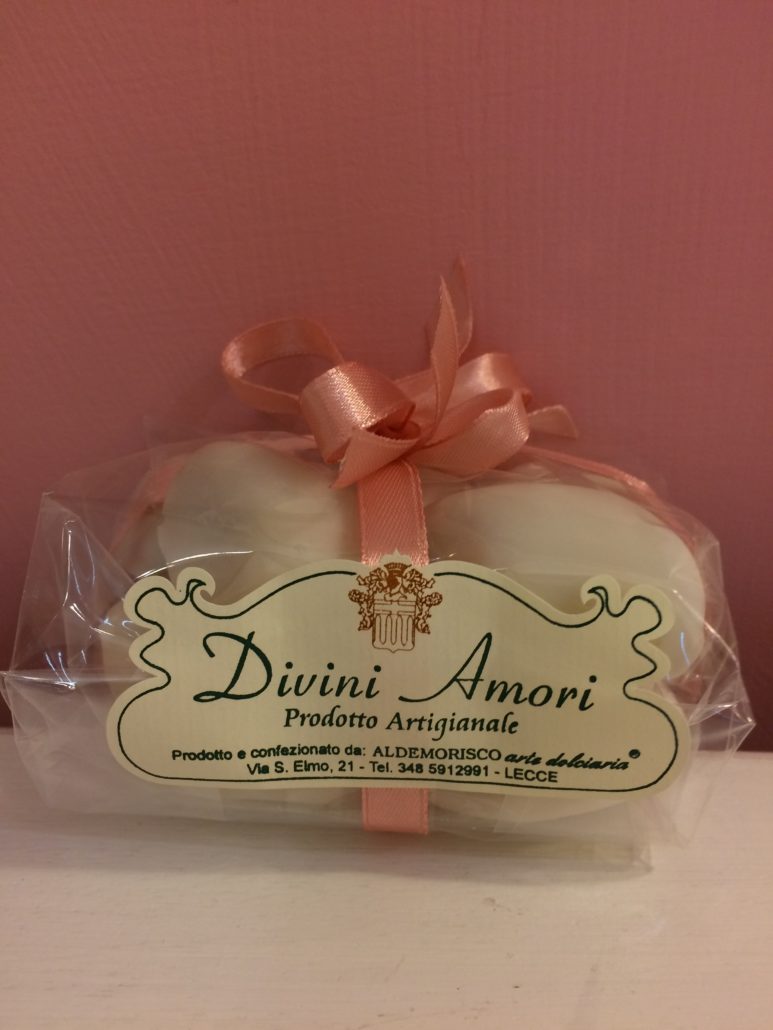 Divini Amori
Prodotto Artigianale
Prodotto e confezionato da: ALDEMORISCO arte dolciaria®
Via S. Elmo, 21 - Tel. 348 5912991 - LECCE